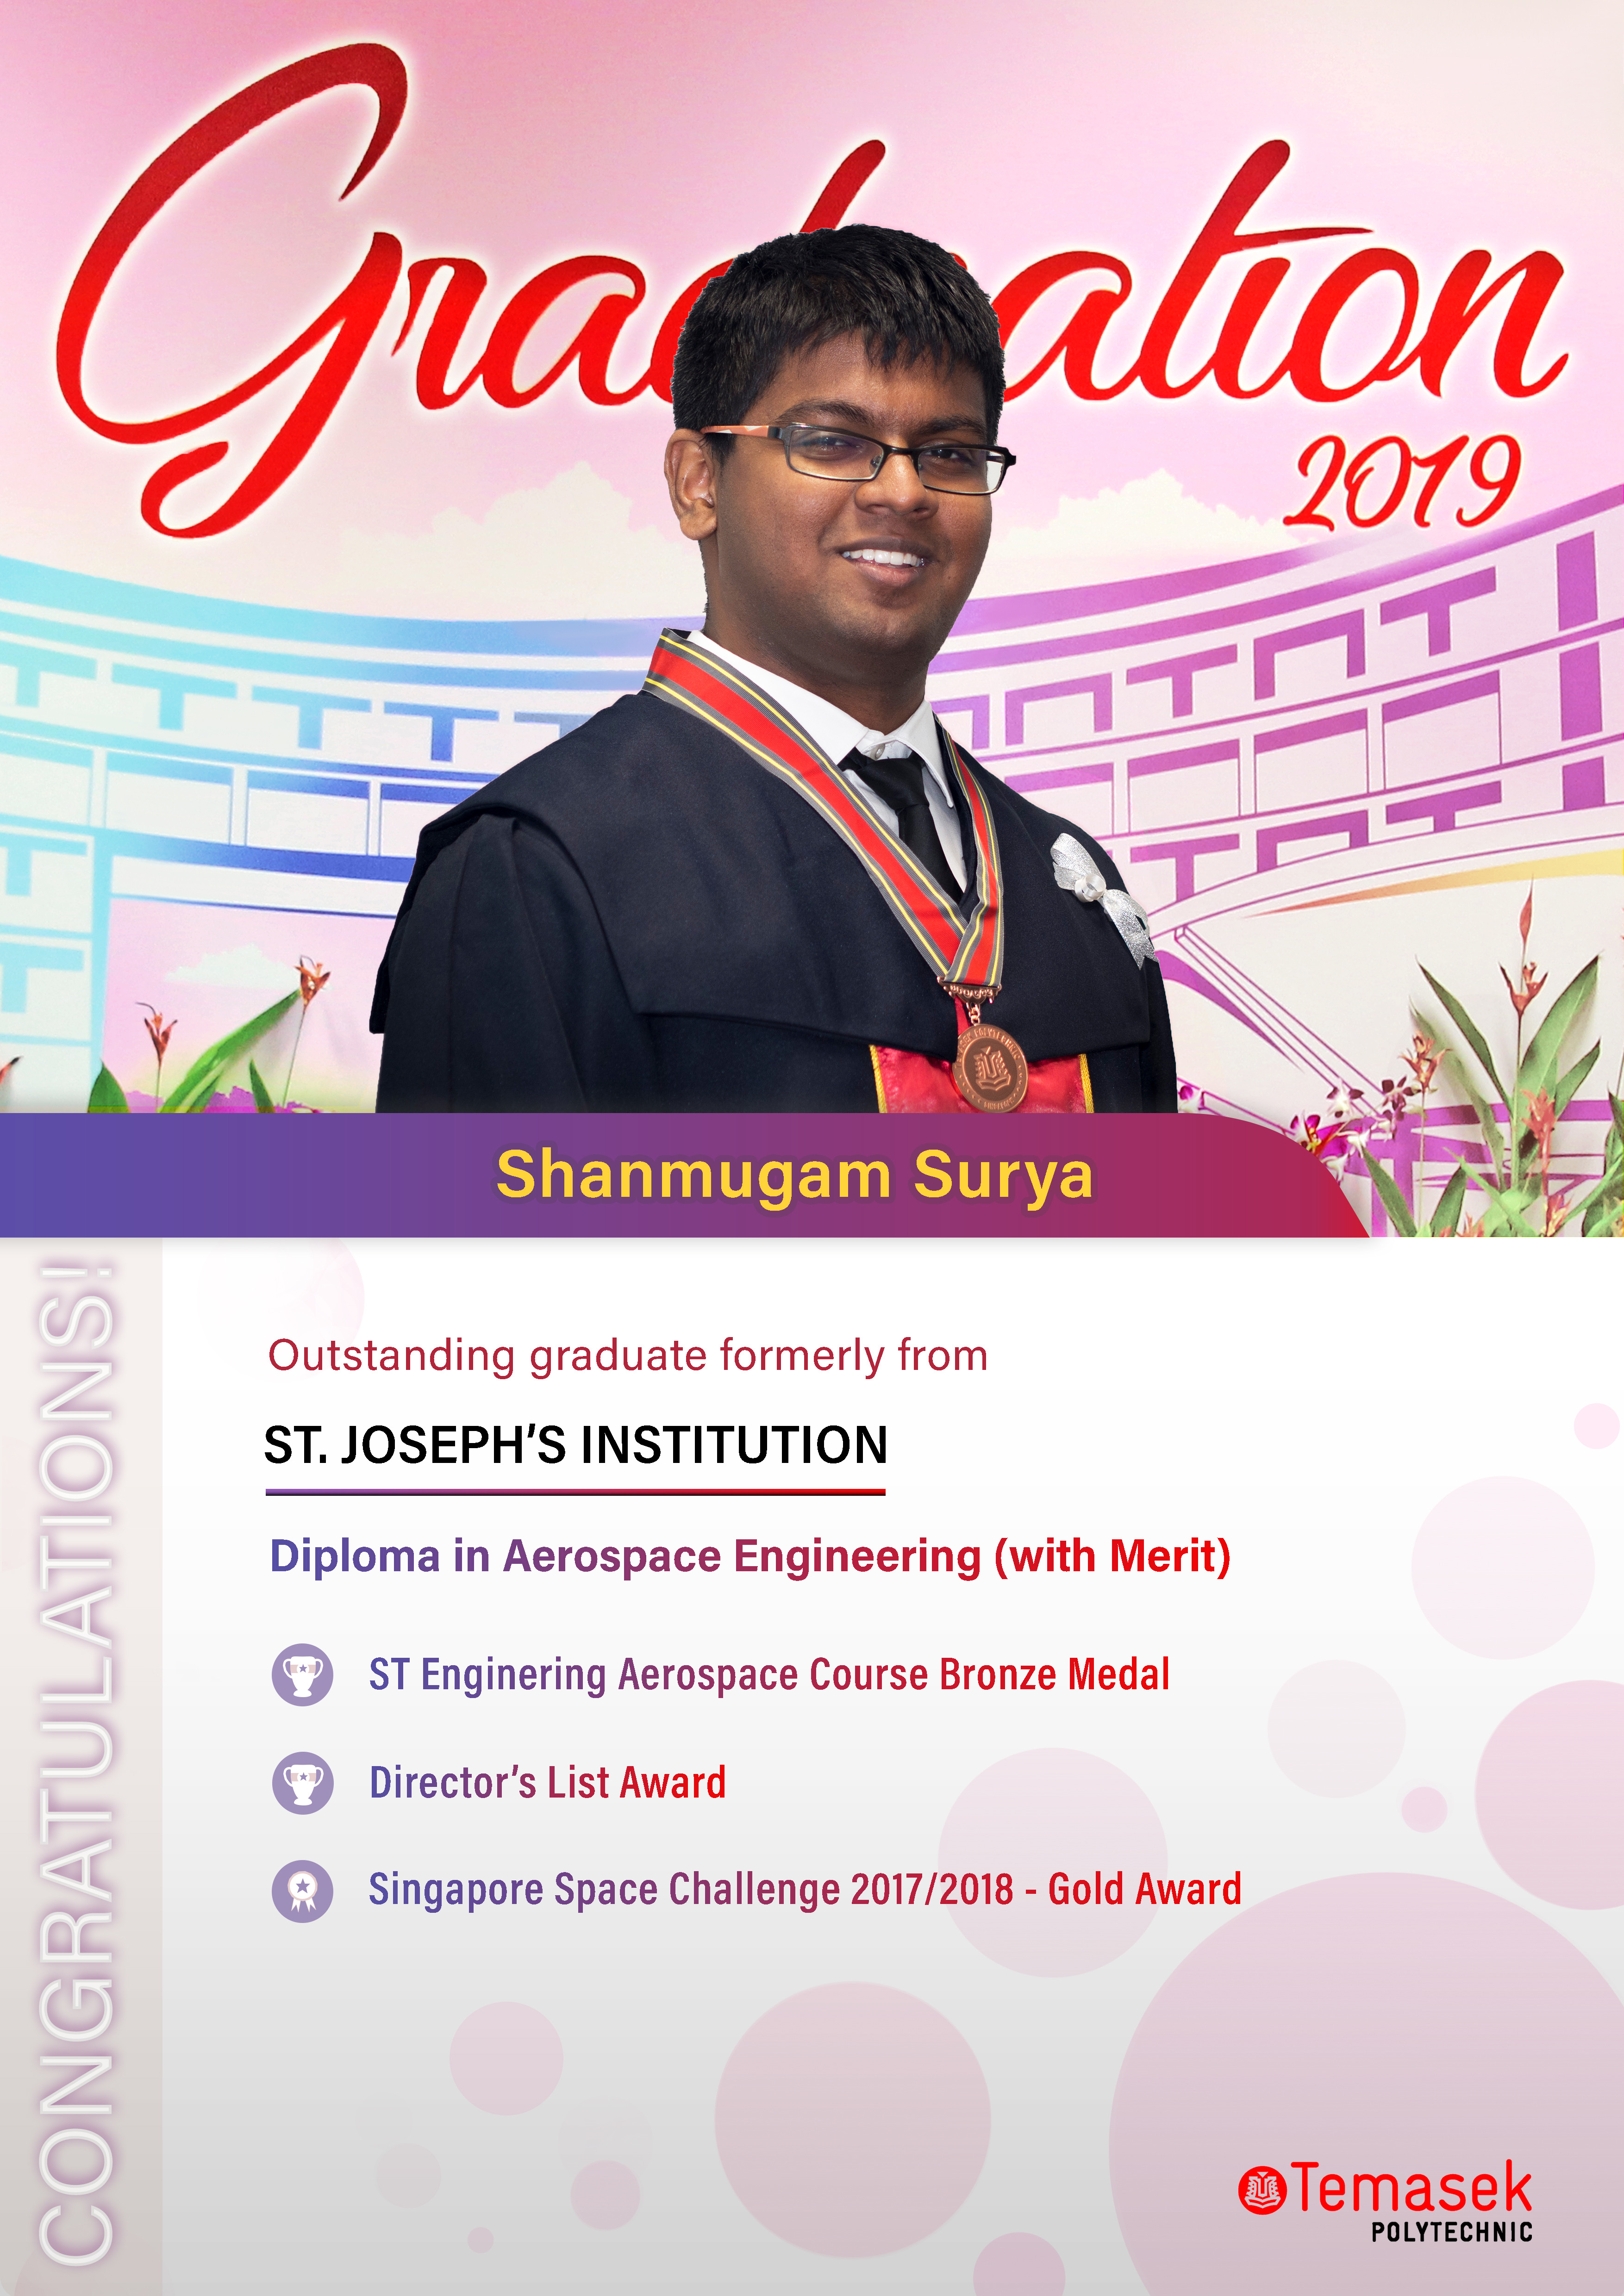 Graduation
2019
Shanmugam Surya
CONGRATULATIONS!
Outstanding graduate formerly from
ST. JOSEPH’S INSTITUTION
Diploma in Aerospace Engineering (with Merit)
ST Enginering Aerospace Course Bronze Medal
Director’s List Award
Singapore Space Challenge 2017/2018 - Gold Award
Temasek
POLYTECHNIC